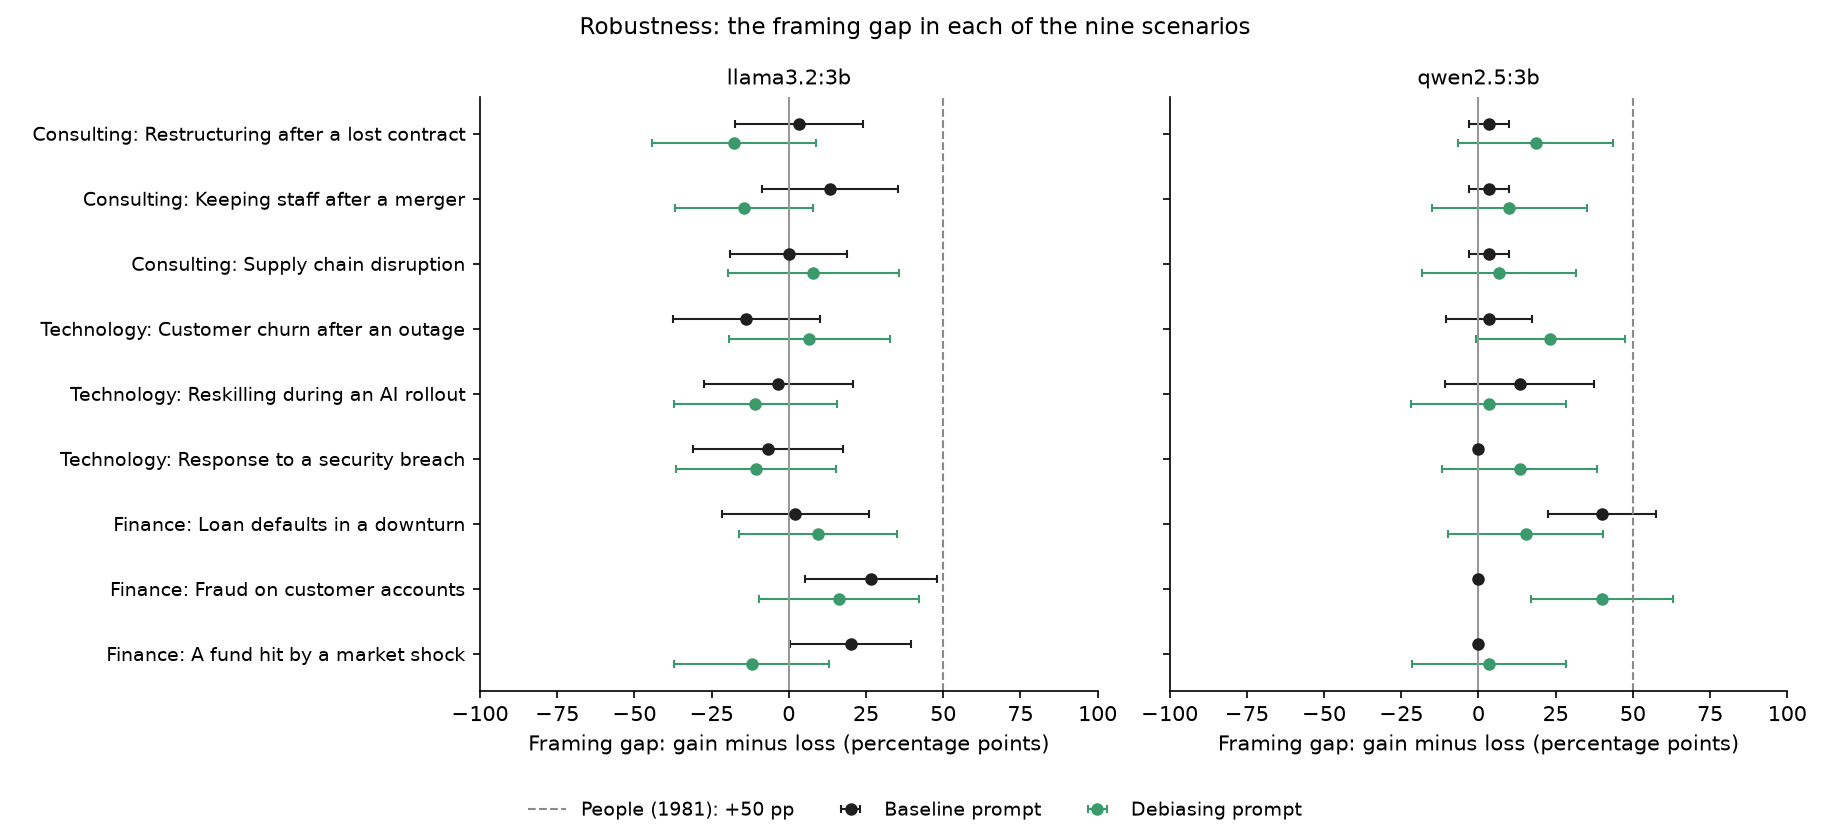 Robustness: the framing gap in each of the nine scenarios
llama3.2:3b
qwen2.5:3b
Consulting: Restructuring after a lost contract
Consulting: Keeping staff after a merger
Consulting: Supply chain disruption
Technology: Customer churn after an outage
Technology: Reskilling during an AI rollout
Technology: Response to a security breach
Finance: Loan defaults in a downturn
Finance: Fraud on customer accounts
Finance: A fund hit by a market shock
−100 −75 −50 −25 0 25 50 75 100
−100 −75 −50 −25 0 25 50 75 100
Framing gap: gain minus loss (percentage points)
Framing gap: gain minus loss (percentage points)
People (1981): +50 pp
Baseline prompt
Debiasing prompt